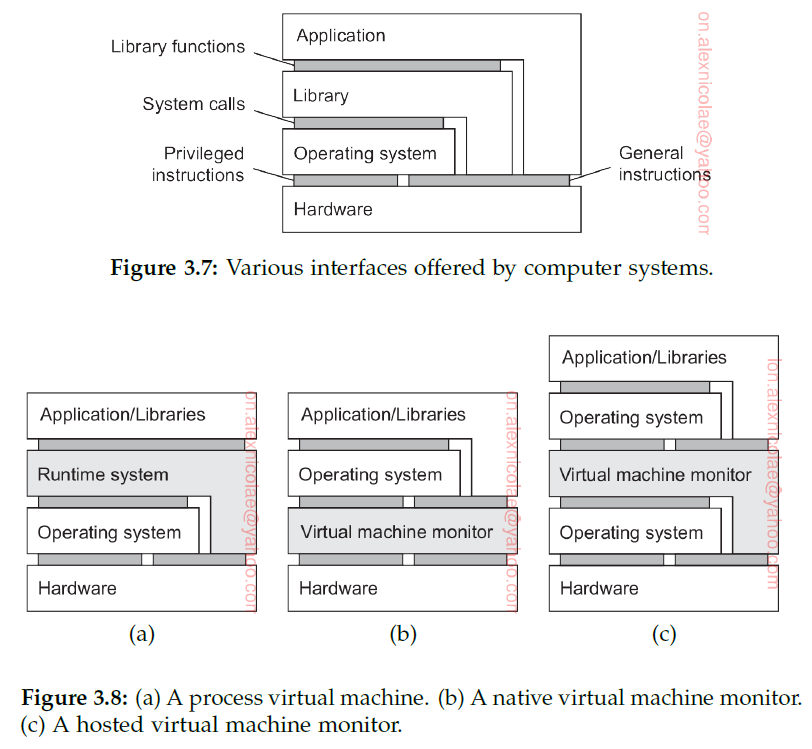 Application
Library functions
Library
System calls
Operating system
Privileged
instructions
General
instructions
Hardware
on.alexnicolae@yahoo.com
Figure 3.7: Various interfaces offered by computer systems.
Application/Libraries
Runtime system
Operating system
Hardware
(a)
on.alexnicolae@yahoo.com
Application/Libraries
Operating system
Virtual machine monitor
Hardware
(b)
on.alexnicolae@yahoo.com
Application/Libraries
Operating system
Virtual machine monitor
Operating system
Hardware
(c)
ion.alexnicolae@yahoo.com
Figure 3.8: (a) A process virtual machine. (b) A native virtual machine monitor.
(c) A hosted virtual machine monitor.